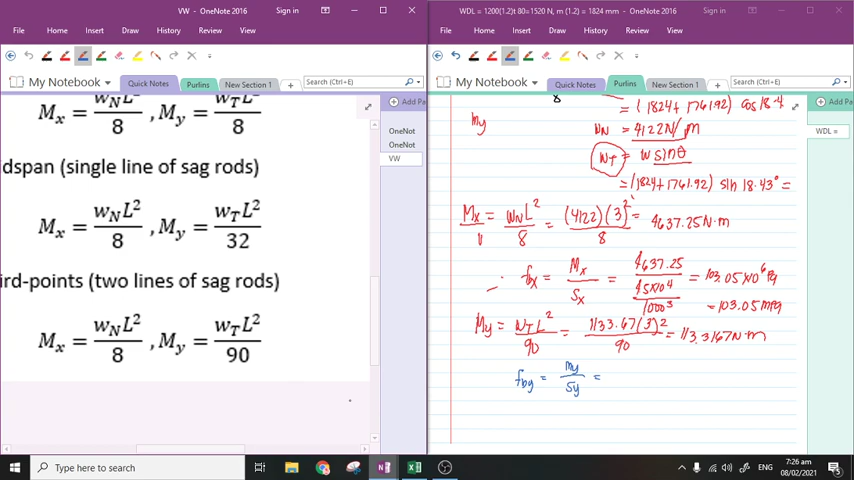 VW - OneNote 2016
Sign in
File
Home
Insert
Draw
History
Review
View
My Notebook
Quick Notes
Purlins
New Section 1
Search (Ctrl+E)
Add Pa
OneNot
OneNot
VW
Mx = wNL²/8 , My = wTL²/8
idspan (single line of sag rods)
Mx = wNL²/8 , My = wTL²/32
ird-points (two lines of sag rods)
Mx = wNL²/8 , My = wTL²/90
WDL = 1200(1.2)t 80=1520 N, m (1.2) = 1824 mm - OneNote 2016
Sign in
File
Home
Insert
Draw
History
Review
View
My Notebook
Quick Notes
Purlins
New Section 1
Search (Ctrl+E)
Add Pa
WDL =
8
= (1824+1761.92) cos 18.4
My
WN = 4122 N/m
WT = W sinθ
= (1824+1761.92) sin 18.43° =
Mx = WNL²/8 = (4122)(3)²/8 = 4637.25 N·m
∴ fbx = Mx/Sx = 4637.25 / (45x10⁴/1000³) = 103.05x10⁶ Pa
= 103.05 mpa
My = WTL²/90 = 1133.67(3)²/90 = 113.3167 N·m
fby = My/Sy =
Type here to search
ENG
7:26 am
08/02/2021